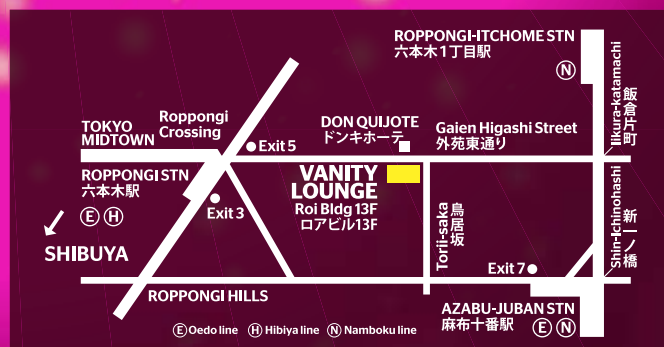 ROPPONGI-ITCHOME STN
六本木1丁目駅
N
Iikura-katamachi
飯倉片町
TOKYO
MIDTOWN
Roppongi
Crossing
Exit 5
DON QUIJOTE
ドンキホーテ
Gaien Higashi Street
外苑東通り
ROPPONGI STN
六本木駅
E H
Exit 3
VANITY
LOUNGE
Roi Bldg 13F
ロアビル13F
Torii-saka
鳥居坂
Shin-Ichinohashi
新一ノ橋
SHIBUYA
Exit 7
ROPPONGI HILLS
AZABU-JUBAN STN
麻布十番駅
E N
E Oedo line H Hibiya line N Namboku line